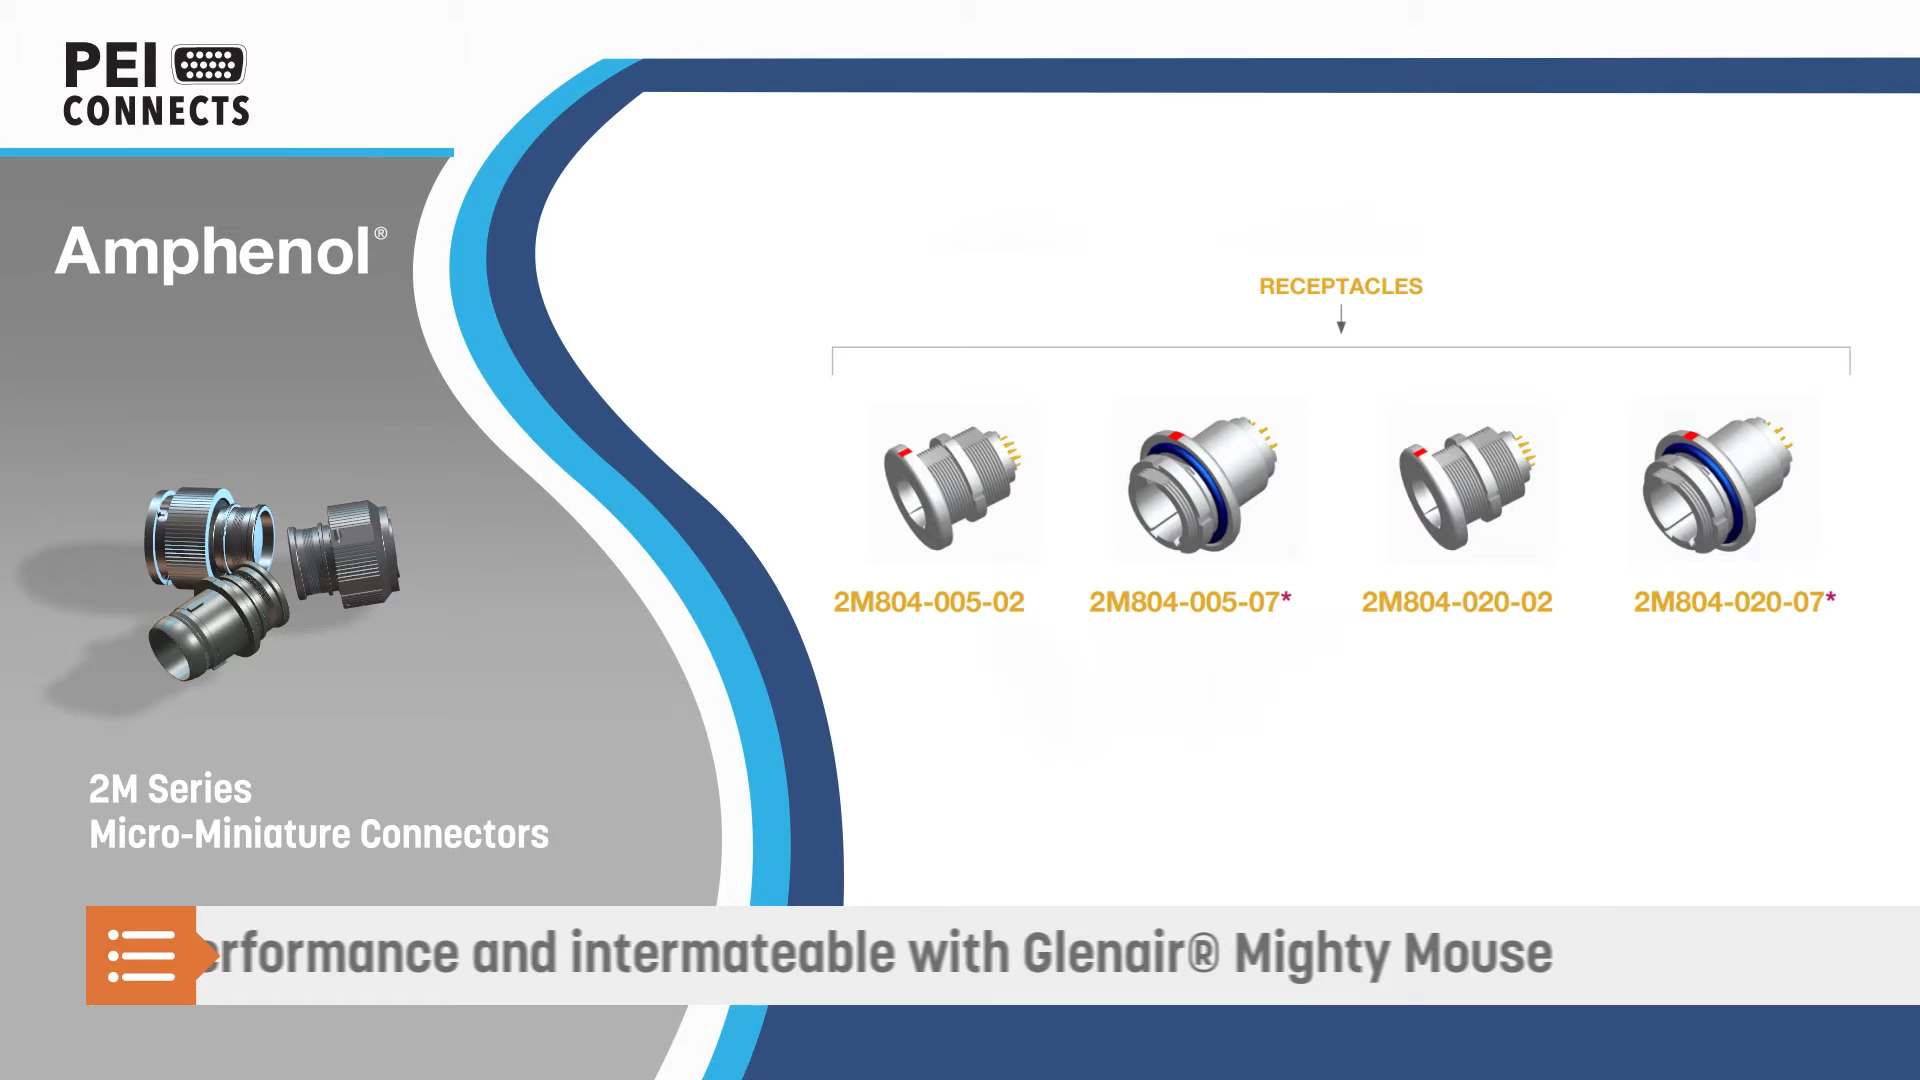 PEI
CONNECTS
Amphenol®
RECEPTACLES
2M804-005-02 2M804-005-07* 2M804-020-02 2M804-020-07*
2M Series
Micro-Miniature Connectors
erformance and intermateable with Glenair® Mighty Mouse